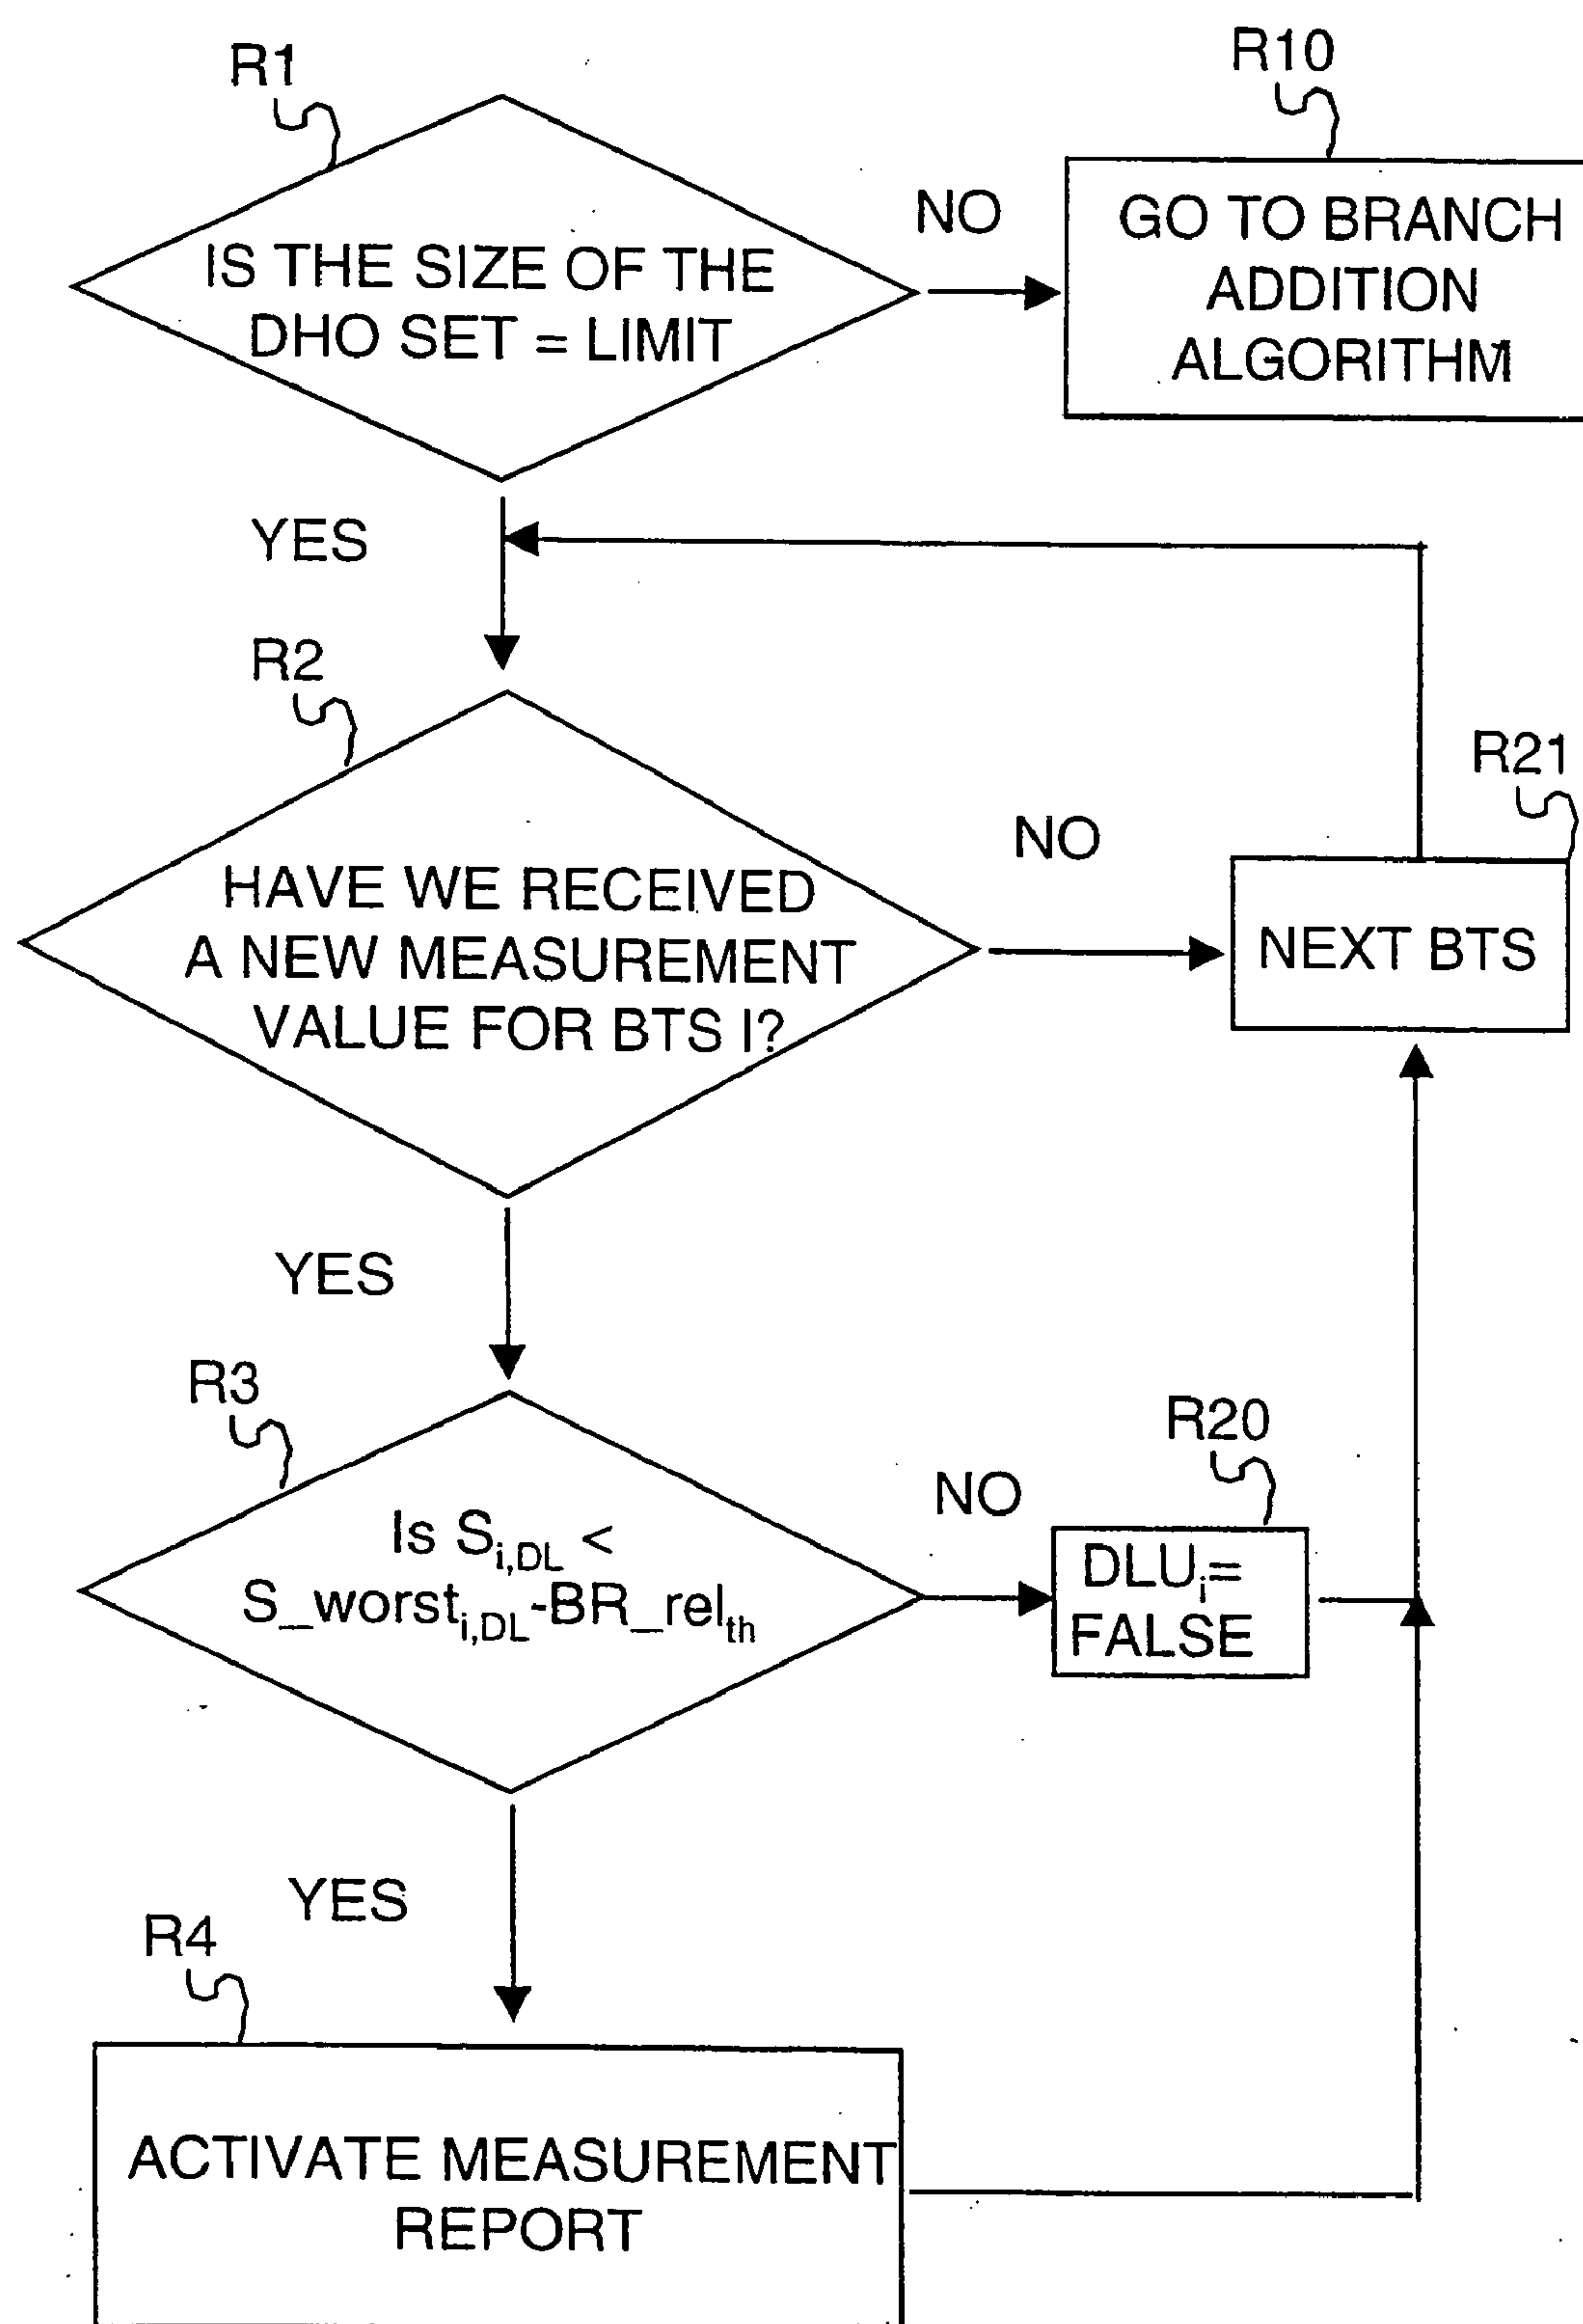 R1
R10
IS THE SIZE OF THE
DHO SET = LIMIT
NO
GO TO BRANCH
ADDITION
ALGORITHM
YES
R2
R21
HAVE WE RECEIVED
A NEW MEASUREMENT
VALUE FOR BTS I?
NO
NEXT BTS
YES
R3
R20
Is S_{i,DL} <
S_worst_{i,DL}-BR_rel_{th}
NO
DLU_i=
FALSE
YES
R4
ACTIVATE MEASUREMENT
REPORT